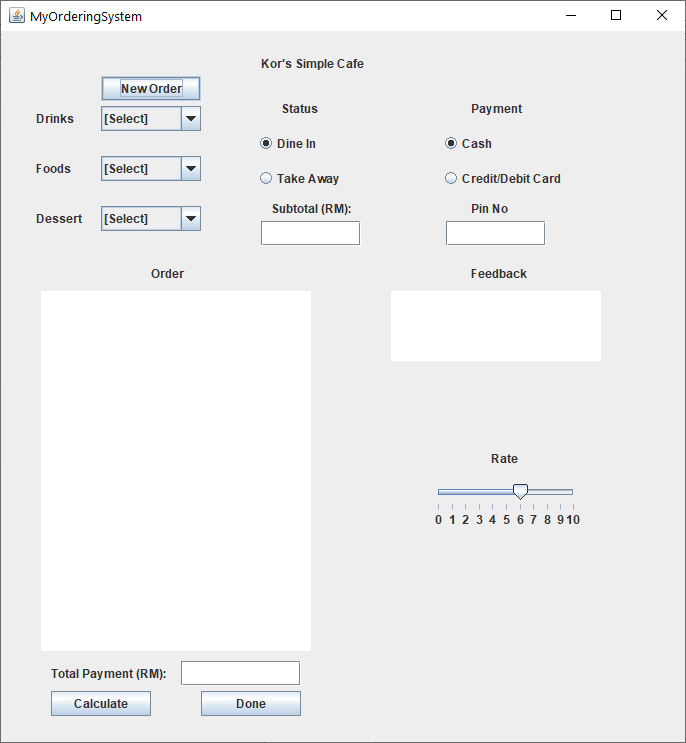 MyOrderingSystem
Kor's Simple Cafe
New Order
Drinks [Select]
Status
Payment
Dine In
Cash
Foods [Select]
Take Away
Credit/Debit Card
Dessert [Select]
Subtotal (RM):
Pin No
Order
Feedback
Rate
0 1 2 3 4 5 6 7 8 9 10
Total Payment (RM):
Calculate
Done